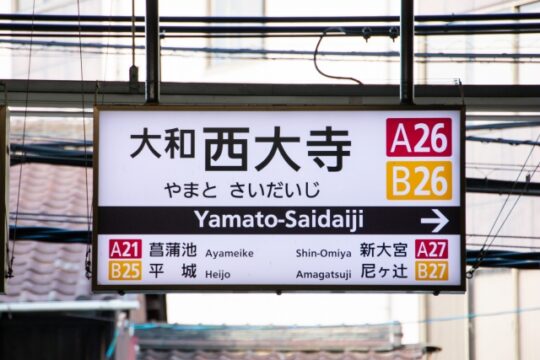 大和西大寺 A26
B26
やまと さいだいじ
Yamato-Saidaiji →
A21 菖蒲池 Ayameike Shin-Omiya 新大宮 A27
B25 平城 Heijo Amagatsuji 尼ヶ辻 B27